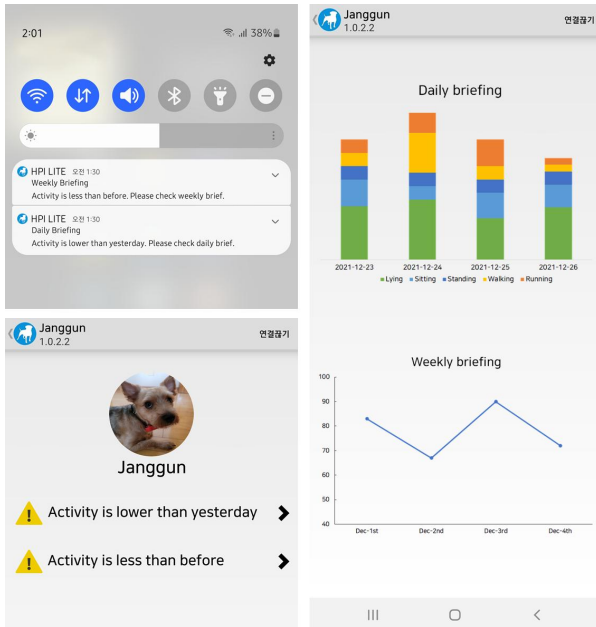 2:01
38%
HPI LITE 오전 1:30
Weekly Briefing
Activity is less than before. Please check weekly brief.
HPI LITE 오전 1:30
Daily Briefing
Activity is lower than yesterday. Please check daily brief.
Janggun
1.0.2.2
연결끊기
Janggun
Activity is lower than yesterday
Activity is less than before
Janggun
1.0.2.2
연결끊기
Daily briefing
2021-12-23 2021-12-24 2021-12-25 2021-12-26
Lying Sitting Standing Walking Running
Weekly briefing
100
90
80
70
60
50
40
Dec-1st Dec-2nd Dec-3rd Dec-4th